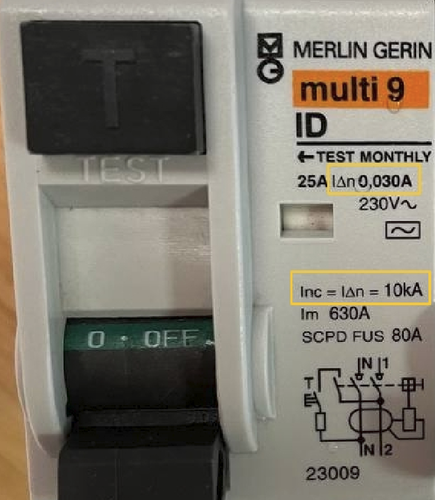 T
TEST
O · OFF
MG
MERLIN GERIN
multi 9
ID
←TEST MONTHLY
25A IΔn 0,030A
230V~
Inc = IΔn = 10kA
Im 630A
SCPD FUS 80A
N 1
T
E
N 2
23009